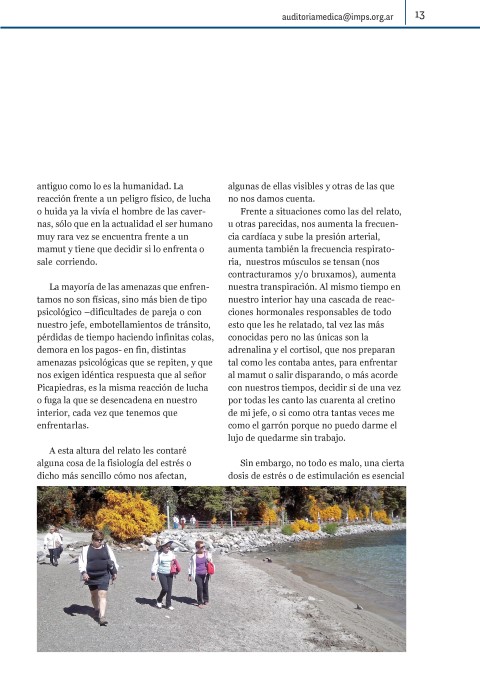 auditoriamedica@imps.org.ar
13
antiguo como lo es la humanidad. La
reacción frente a un peligro físico, de lucha
o huida ya la vivía el hombre de las caver-
nas, sólo que en la actualidad el ser humano
muy rara vez se encuentra frente a un
mamut y tiene que decidir si lo enfrenta o
sale corriendo.
La mayoría de las amenazas que enfren-
tamos no son físicas, sino más bien de tipo
psicológico –dificultades de pareja o con
nuestro jefe, embotellamientos de tránsito,
pérdidas de tiempo haciendo infinitas colas,
demora en los pagos- en fin, distintas
amenazas psicológicas que se repiten, y que
nos exigen idéntica respuesta que al señor
Picapiedras, es la misma reacción de lucha
o fuga la que se desencadena en nuestro
interior, cada vez que tenemos que
enfrentarlas.
A esta altura del relato les contaré
alguna cosa de la fisiología del estrés o
dicho más sencillo cómo nos afectan,
algunas de ellas visibles y otras de las que
no nos damos cuenta.
Frente a situaciones como las del relato,
u otras parecidas, nos aumenta la frecuen-
cia cardíaca y sube la presión arterial,
aumenta también la frecuencia respirato-
ria, nuestros músculos se tensan (nos
contracturamos y/o bruxamos), aumenta
nuestra transpiración. Al mismo tiempo en
nuestro interior hay una cascada de reac-
ciones hormonales responsables de todo
esto que les he relatado, tal vez las más
conocidas pero no las únicas son la
adrenalina y el cortisol, que nos preparan
tal como les contaba antes, para enfrentar
al mamut o salir disparando, o más acorde
con nuestros tiempos, decidir si de una vez
por todas les canto las cuarenta al cretino
de mi jefe, o si como otra tantas veces me
como el garrón porque no puedo darme el
lujo de quedarme sin trabajo.
Sin embargo, no todo es malo, una cierta
dosis de estrés o de estimulación es esencial